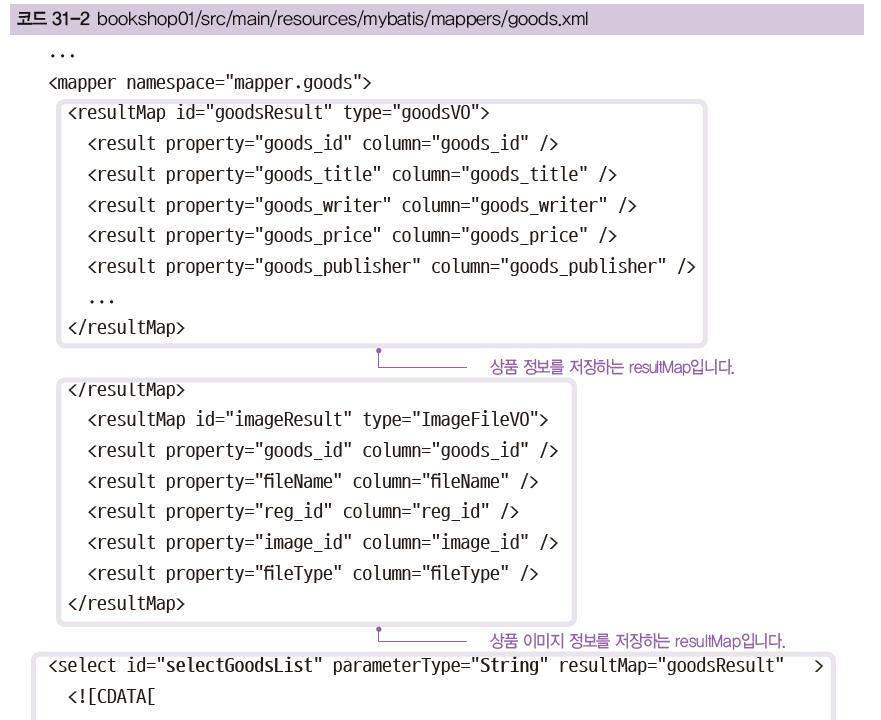 코드 31-2 bookshop01/src/main/resources/mybatis/mappers/goods.xml
...
<mapper namespace="mapper.goods">
<resultMap id="goodsResult" type="goodsVO">
<result property="goods_id" column="goods_id" />
<result property="goods_title" column="goods_title" />
<result property="goods_writer" column="goods_writer" />
<result property="goods_price" column="goods_price" />
<result property="goods_publisher" column="goods_publisher" />
...
</resultMap>
상품 정보를 저장하는 resultMap입니다.
</resultMap>
<resultMap id="imageResult" type="ImageFileVO">
<result property="goods_id" column="goods_id" />
<result property="fileName" column="fileName" />
<result property="reg_id" column="reg_id" />
<result property="image_id" column="image_id" />
<result property="fileType" column="fileType" />
</resultMap>
상품 이미지 정보를 저장하는 resultMap입니다.
<select id="selectGoodsList" parameterType="String" resultMap="goodsResult" >
<![CDATA[